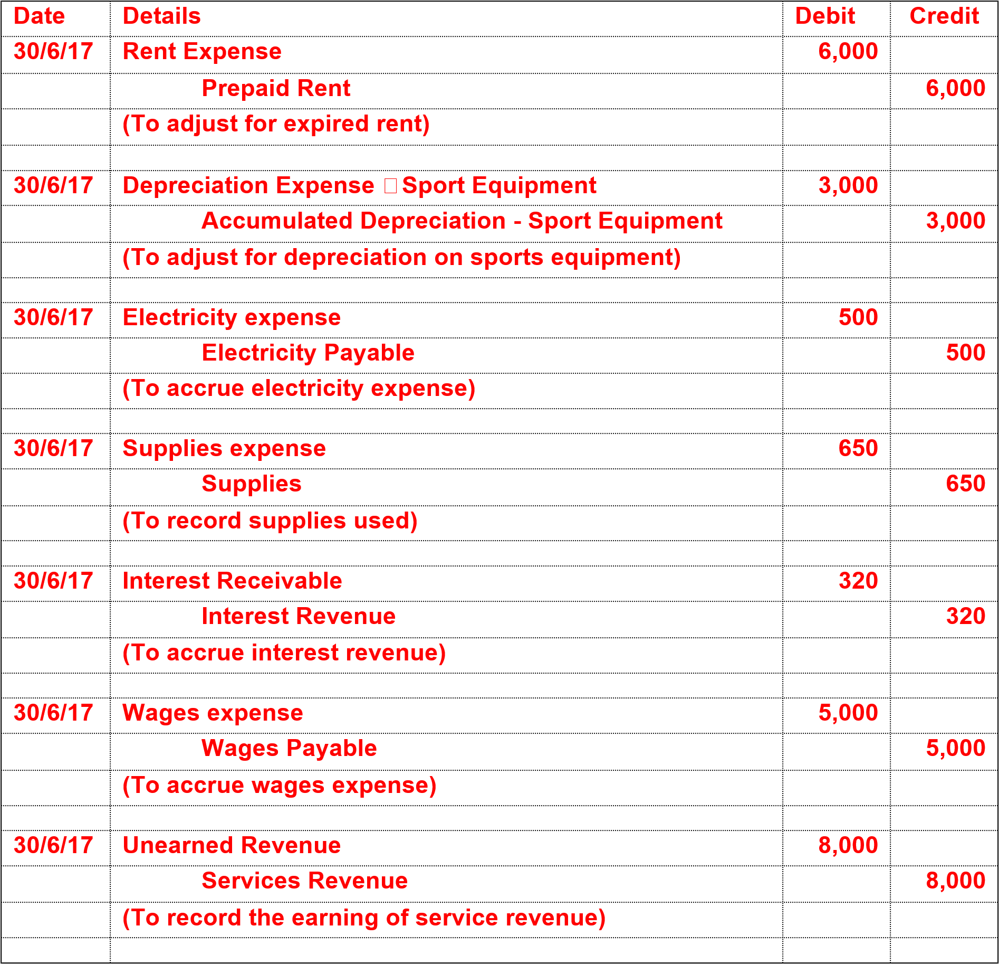 Date Details Debit Credit
30/6/17 Rent Expense 6,000
Prepaid Rent 6,000
(To adjust for expired rent)
30/6/17 Depreciation Expense □ Sport Equipment 3,000
Accumulated Depreciation - Sport Equipment 3,000
(To adjust for depreciation on sports equipment)
30/6/17 Electricity expense 500
Electricity Payable 500
(To accrue electricity expense)
30/6/17 Supplies expense 650
Supplies 650
(To record supplies used)
30/6/17 Interest Receivable 320
Interest Revenue 320
(To accrue interest revenue)
30/6/17 Wages expense 5,000
Wages Payable 5,000
(To accrue wages expense)
30/6/17 Unearned Revenue 8,000
Services Revenue 8,000
(To record the earning of service revenue)